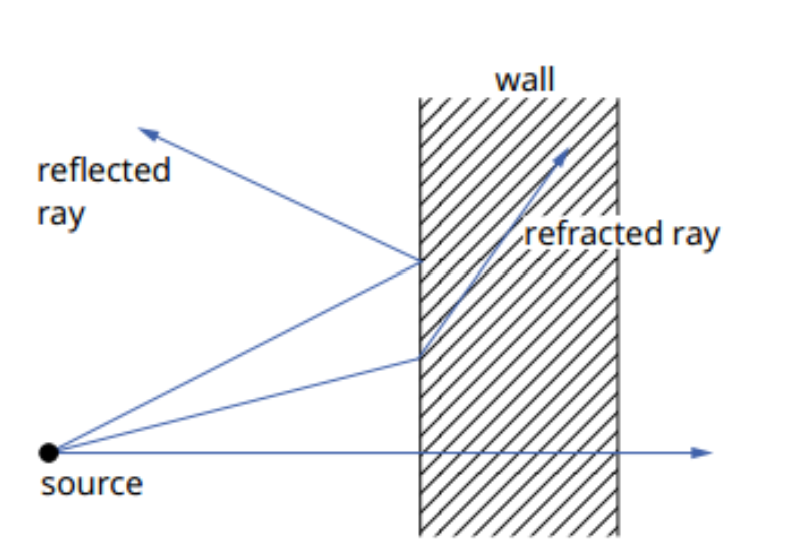 wall
reflected
ray
refracted ray
source